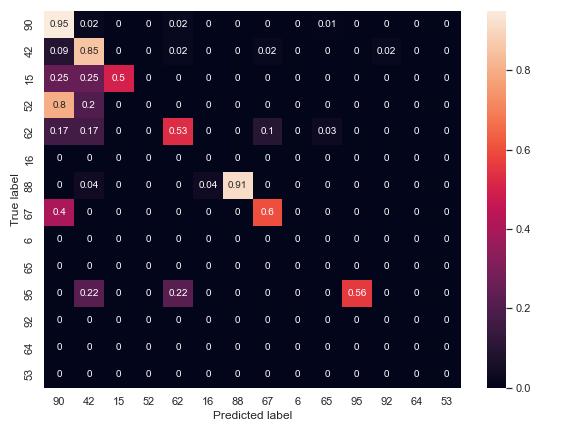 90 0.95 0.02 0 0 0.02 0 0 0 0 0.01 0 0 0 0
42 0.09 0.85 0 0 0.02 0 0 0.02 0 0 0 0.02 0 0
15 0.25 0.25 0.5 0 0 0 0 0 0 0 0 0 0 0
52 0.8 0.2 0 0 0 0 0 0 0 0 0 0 0 0
62 0.17 0.17 0 0 0.53 0 0 0.1 0 0.03 0 0 0 0
16 0 0 0 0 0 0 0 0 0 0 0 0 0 0
88 0 0.04 0 0 0 0.04 0.91 0 0 0 0 0 0 0
67 0.4 0 0 0 0 0 0 0.6 0 0 0 0 0 0
6 0 0 0 0 0 0 0 0 0 0 0 0 0 0
65 0 0 0 0 0 0 0 0 0 0 0 0 0 0
95 0 0.22 0 0 0.22 0 0 0 0 0 0.56 0 0 0
92 0 0 0 0 0 0 0 0 0 0 0 0 0 0
64 0 0 0 0 0 0 0 0 0 0 0 0 0 0
53 0 0 0 0 0 0 0 0 0 0 0 0 0 0
90 42 15 52 62 16 88 67 6 65 95 92 64 53
Predicted label
True label
0.8
0.6
0.4
0.2
0.0